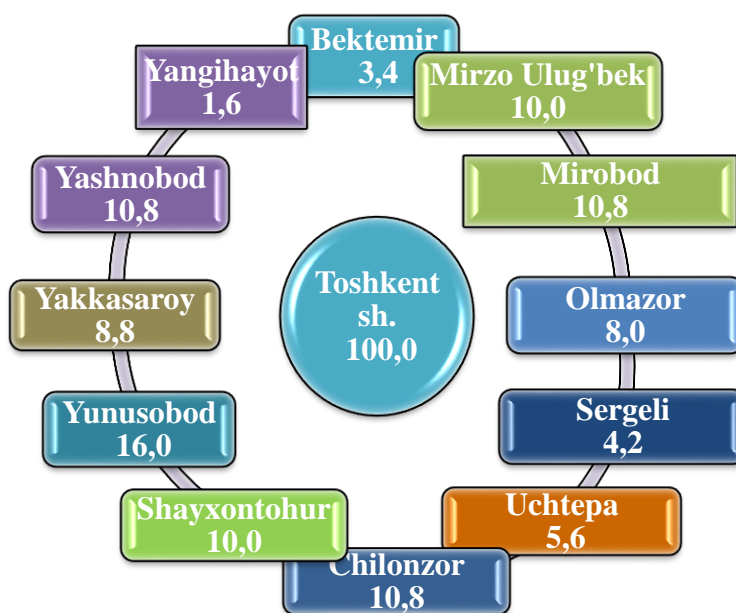 Bektemir
3,4
Mirzo Ulug'bek
10,0
Mirobod
10,8
Olmazor
8,0
Sergeli
4,2
Uchtepa
5,6
Chilonzor
10,8
Shayxontohur
10,0
Yunusobod
16,0
Yakkasaroy
8,8
Yashnobod
10,8
Yangihayot
1,6
Toshkent
sh.
100,0